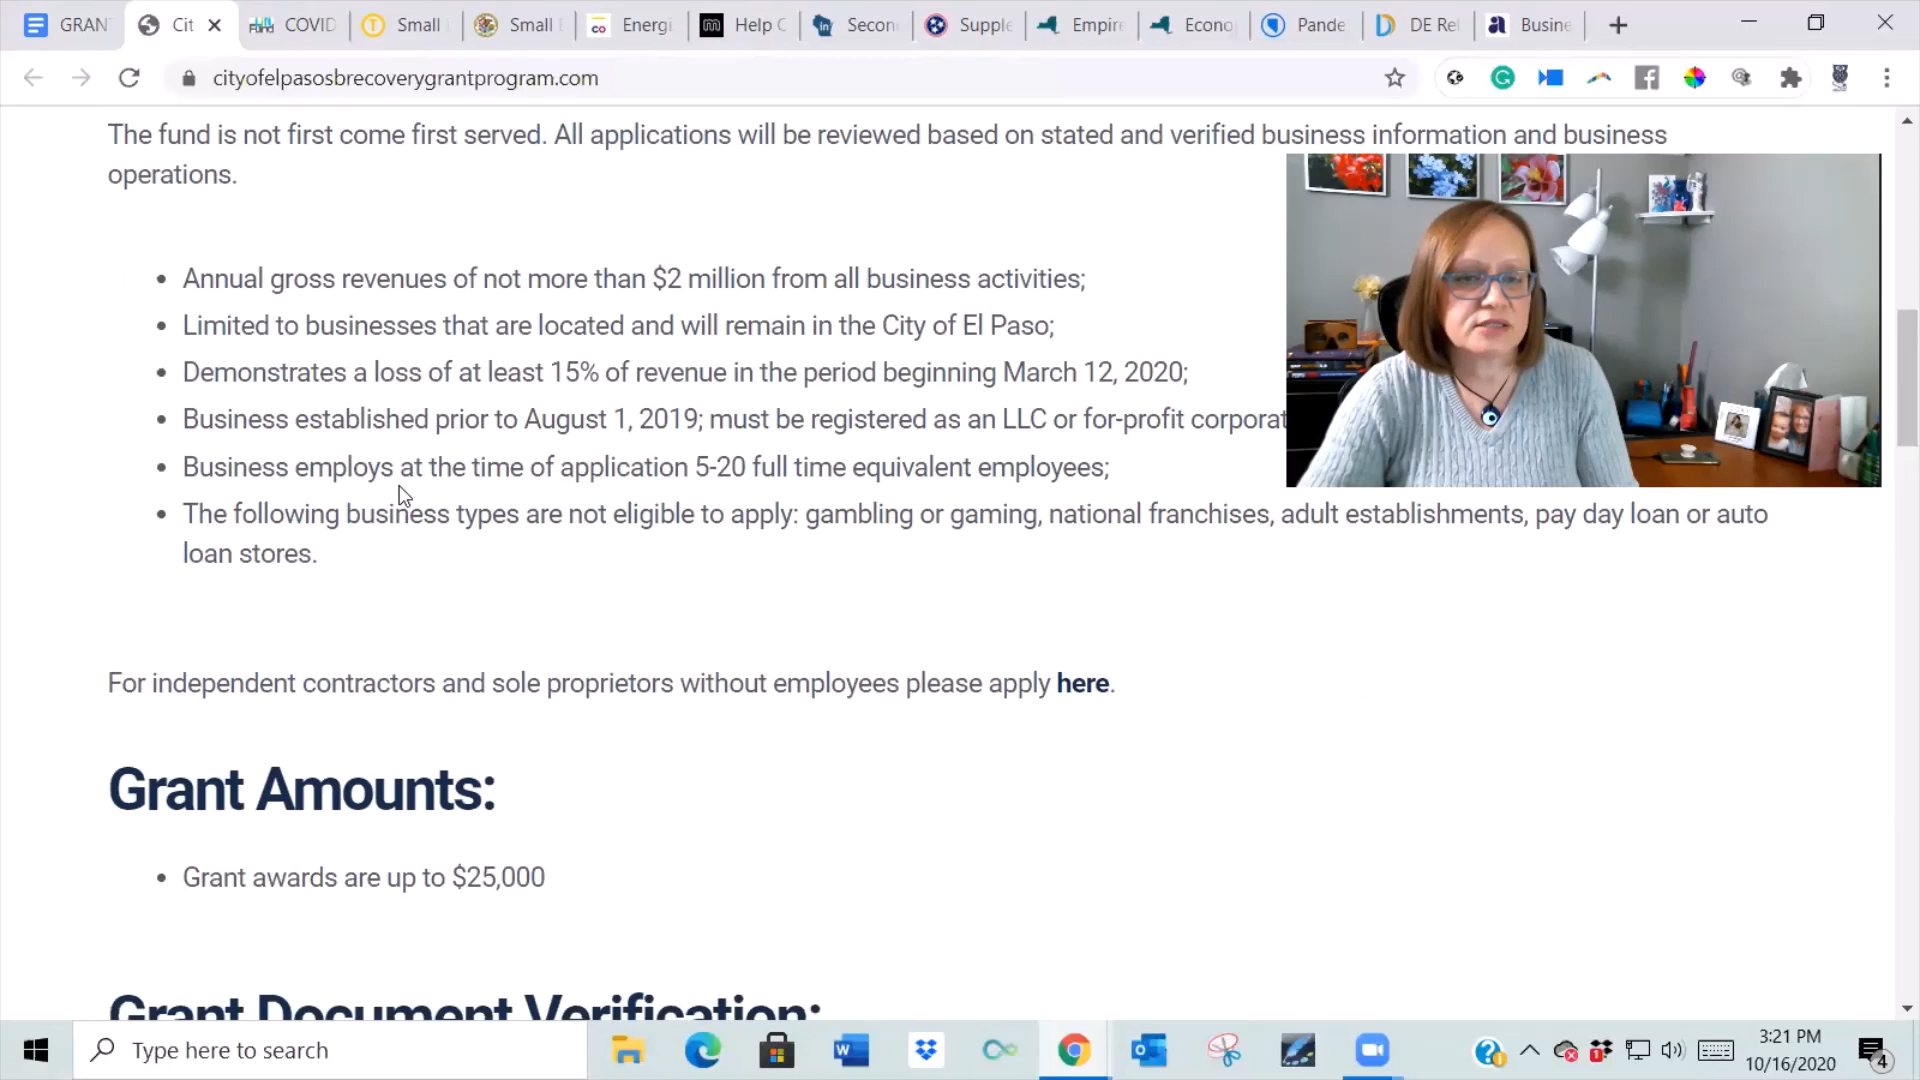 GRAN
Cit
COVID
Small
Small
Energi
Help C
Secon
Supple
Empire
Econo
Pande
DE Rel
Busine
cityofelpasosbrecoverygrantprogram.com
The fund is not first come first served. All applications will be reviewed based on stated and verified business information and business
operations.
• Annual gross revenues of not more than $2 million from all business activities;
• Limited to businesses that are located and will remain in the City of El Paso;
• Demonstrates a loss of at least 15% of revenue in the period beginning March 12, 2020;
• Business established prior to August 1, 2019; must be registered as an LLC or for-profit corporat
• Business employs at the time of application 5-20 full time equivalent employees;
• The following business types are not eligible to apply: gambling or gaming, national franchises, adult establishments, pay day loan or auto
loan stores.
For independent contractors and sole proprietors without employees please apply here.
Grant Amounts:
• Grant awards are up to $25,000
Grant Document Verification:
Type here to search
3:21 PM
10/16/2020
4